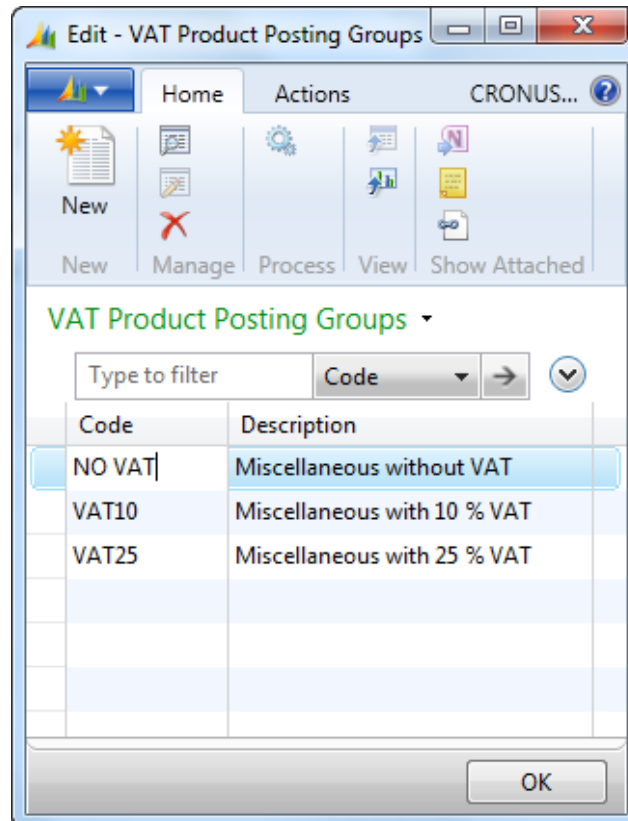 Edit - VAT Product Posting Groups
Home Actions CRONUS...
New
New Manage Process View Show Attached
VAT Product Posting Groups
Type to filter Code
Code Description
NO VAT Miscellaneous without VAT
VAT10 Miscellaneous with 10 % VAT
VAT25 Miscellaneous with 25 % VAT
OK